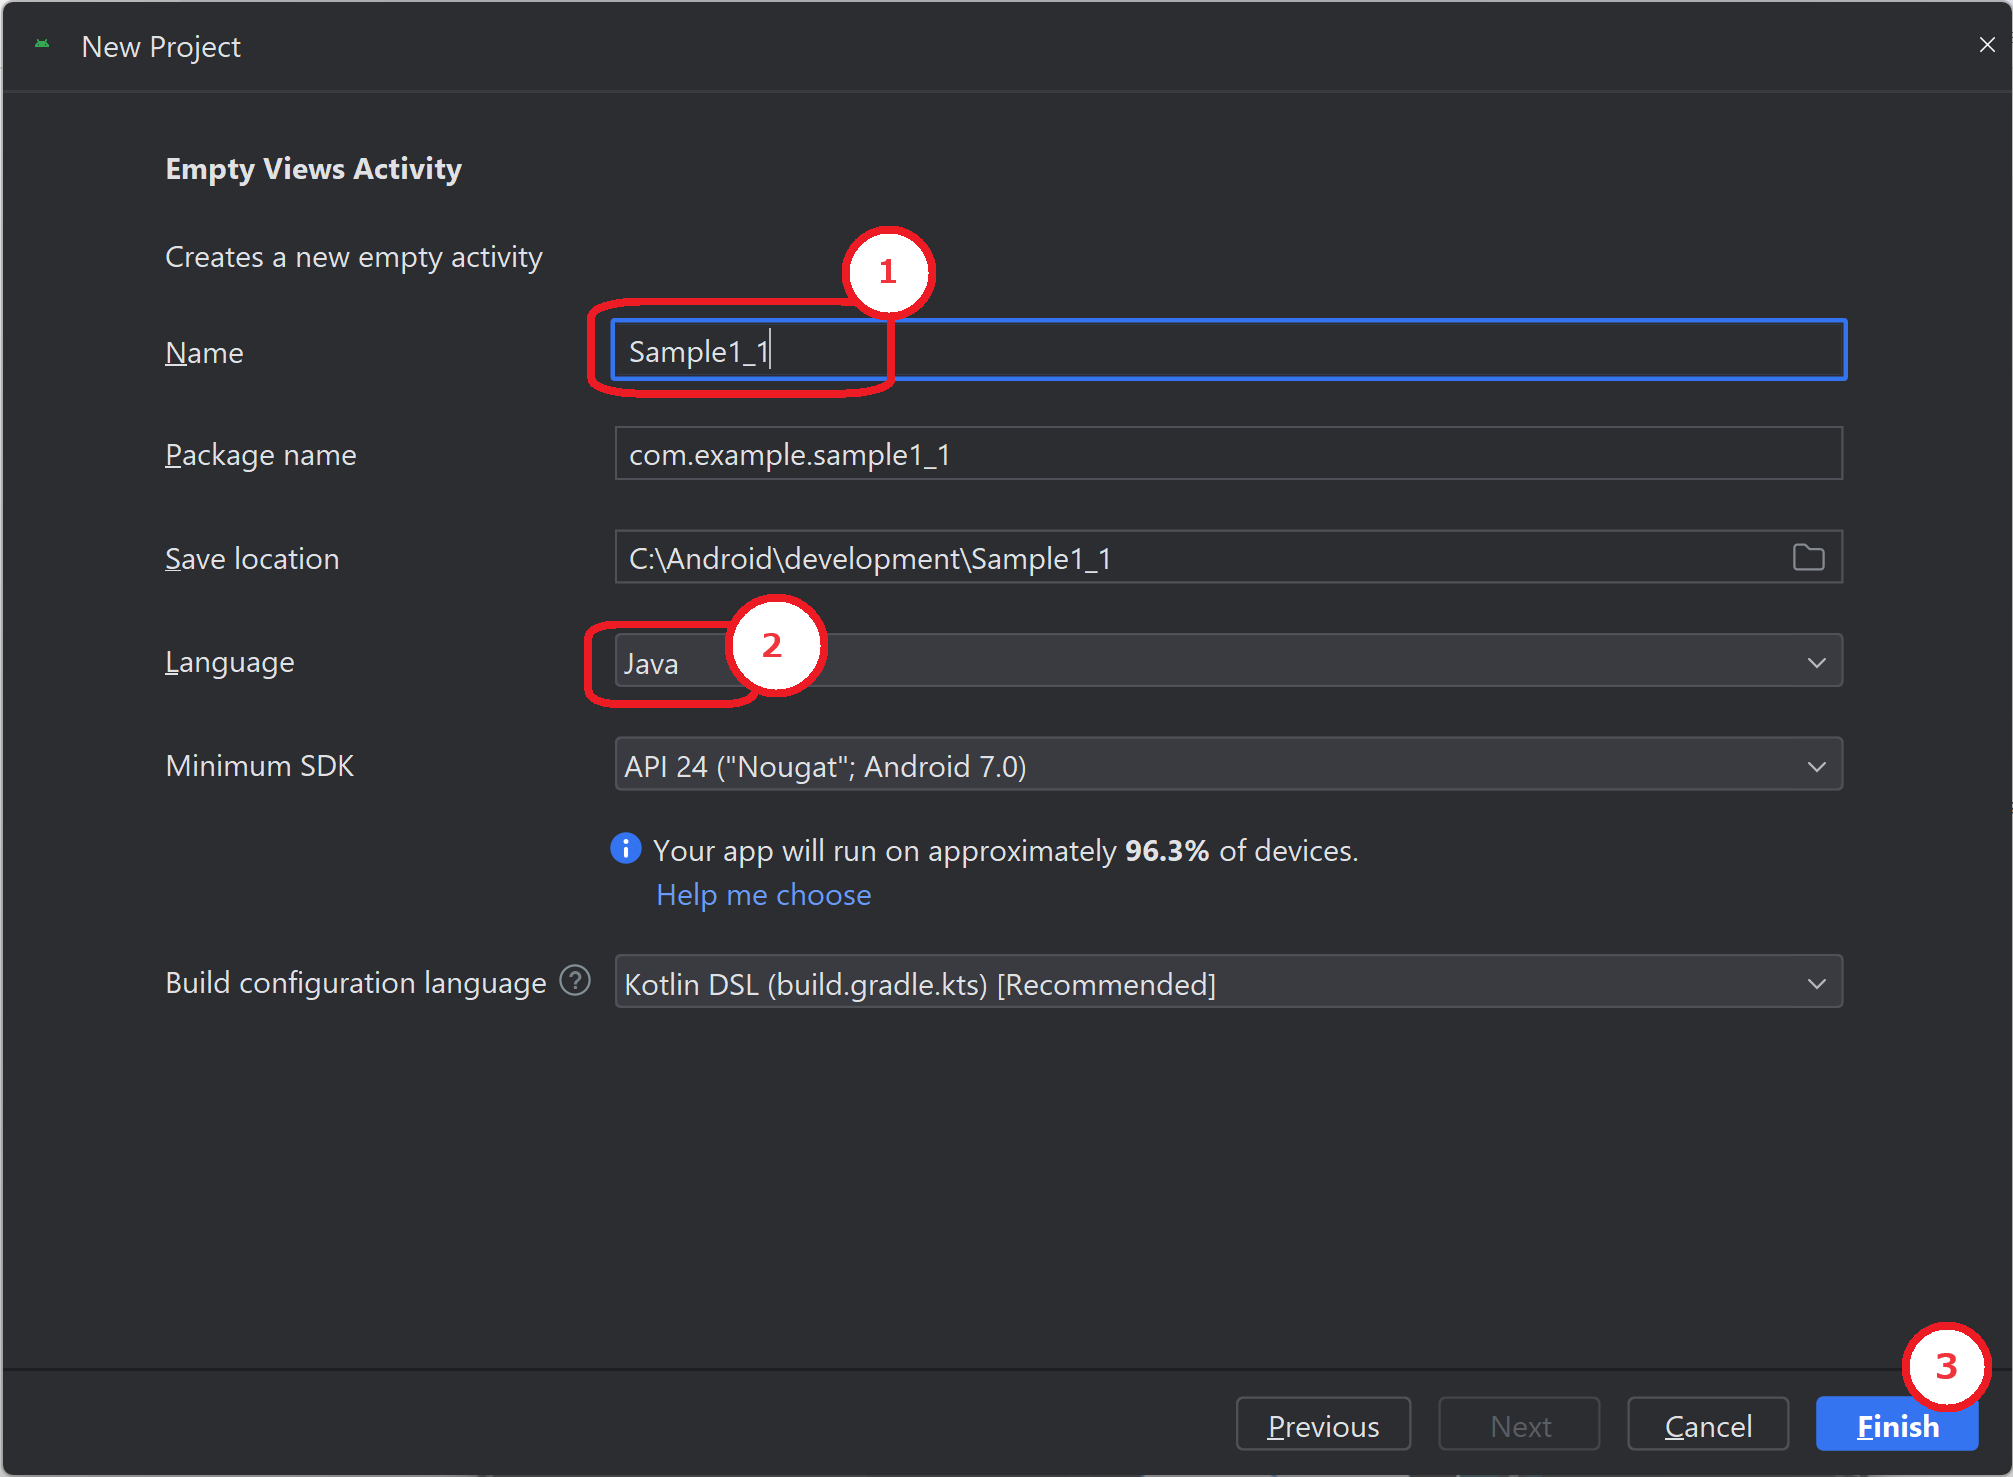 New Project
Empty Views Activity
Creates a new empty activity
1
Name
Sample1_1
Package name
com.example.sample1_1
Save location
C:\Android\development\Sample1_1
2
Language
Java
Minimum SDK
API 24 ("Nougat"; Android 7.0)
Your app will run on approximately 96.3% of devices.
Help me choose
Build configuration language ?
Kotlin DSL (build.gradle.kts) [Recommended]
3
Previous
Next
Cancel
Finish